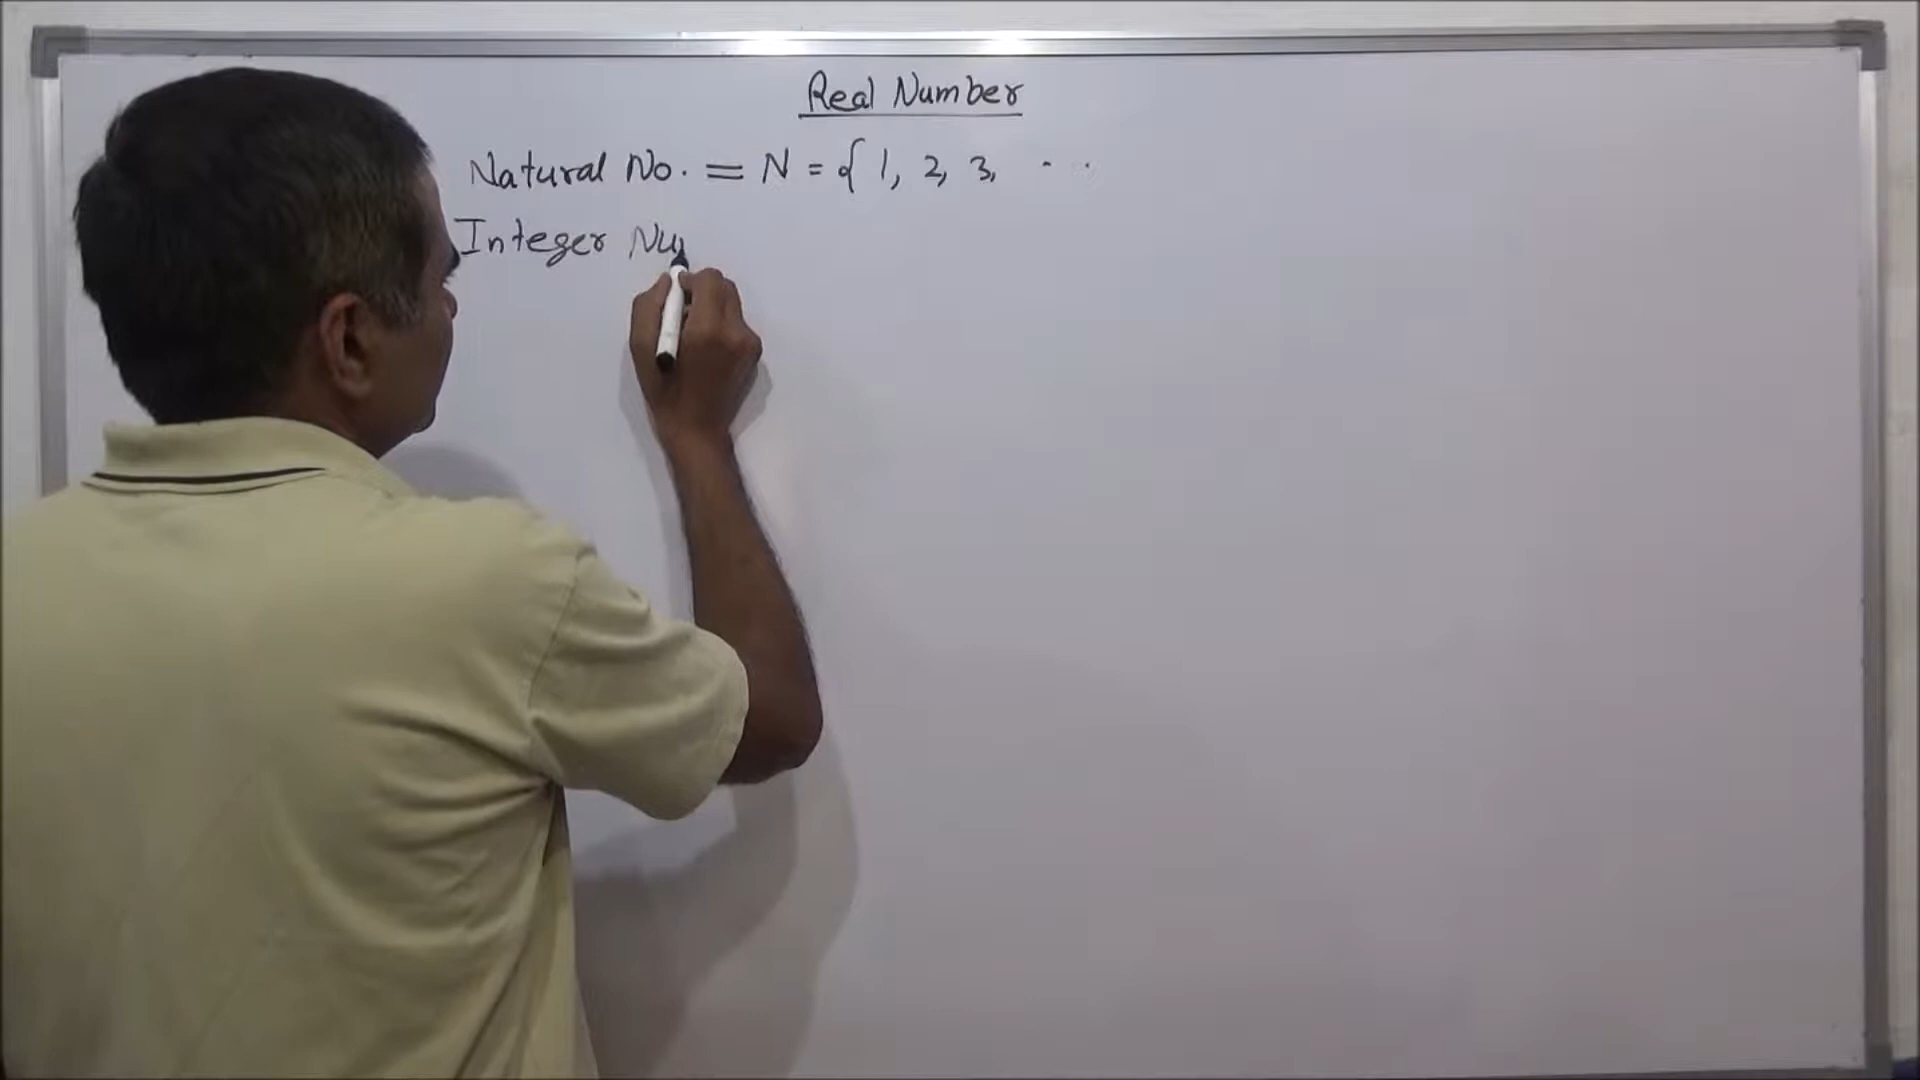 Real Number
Natural No. = N = { 1, 2, 3, . . .
Integer Nu